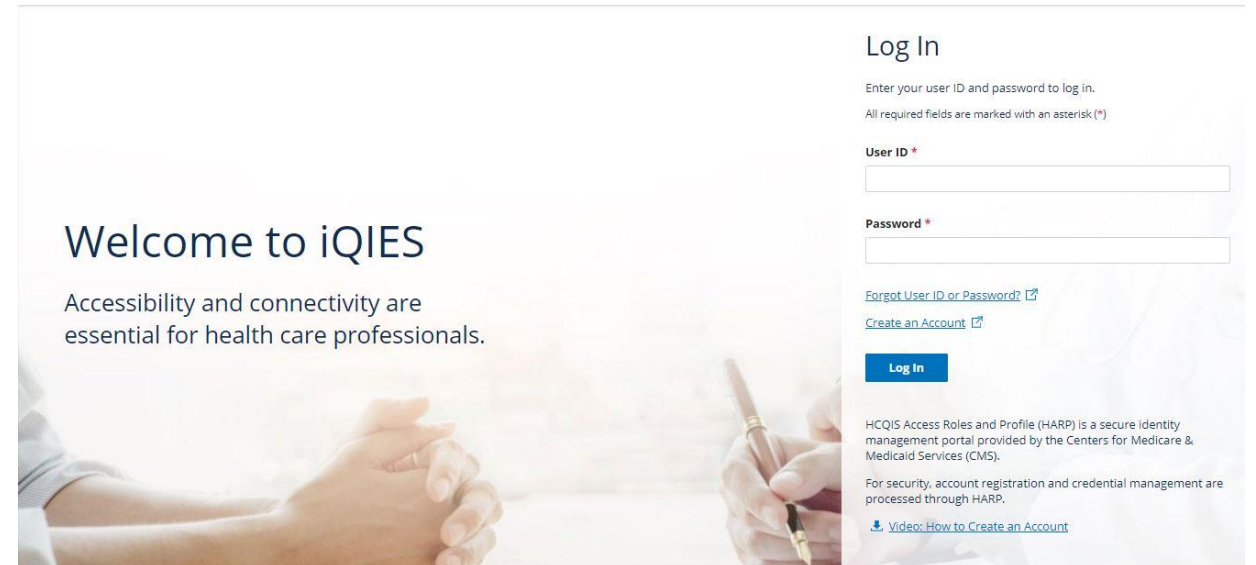 Welcome to iQIES
Accessibility and connectivity are
essential for health care professionals.
Log In
Enter your user ID and password to log in.
All required fields are marked with an asterisk (*)
User ID *
Password *
Forgot User ID or Password?
Create an Account
Log In
HCQIS Access Roles and Profile (HARP) is a secure identity
management portal provided by the Centers for Medicare &
Medicaid Services (CMS).
For security, account registration and credential management are
processed through HARP.
Video: How to Create an Account